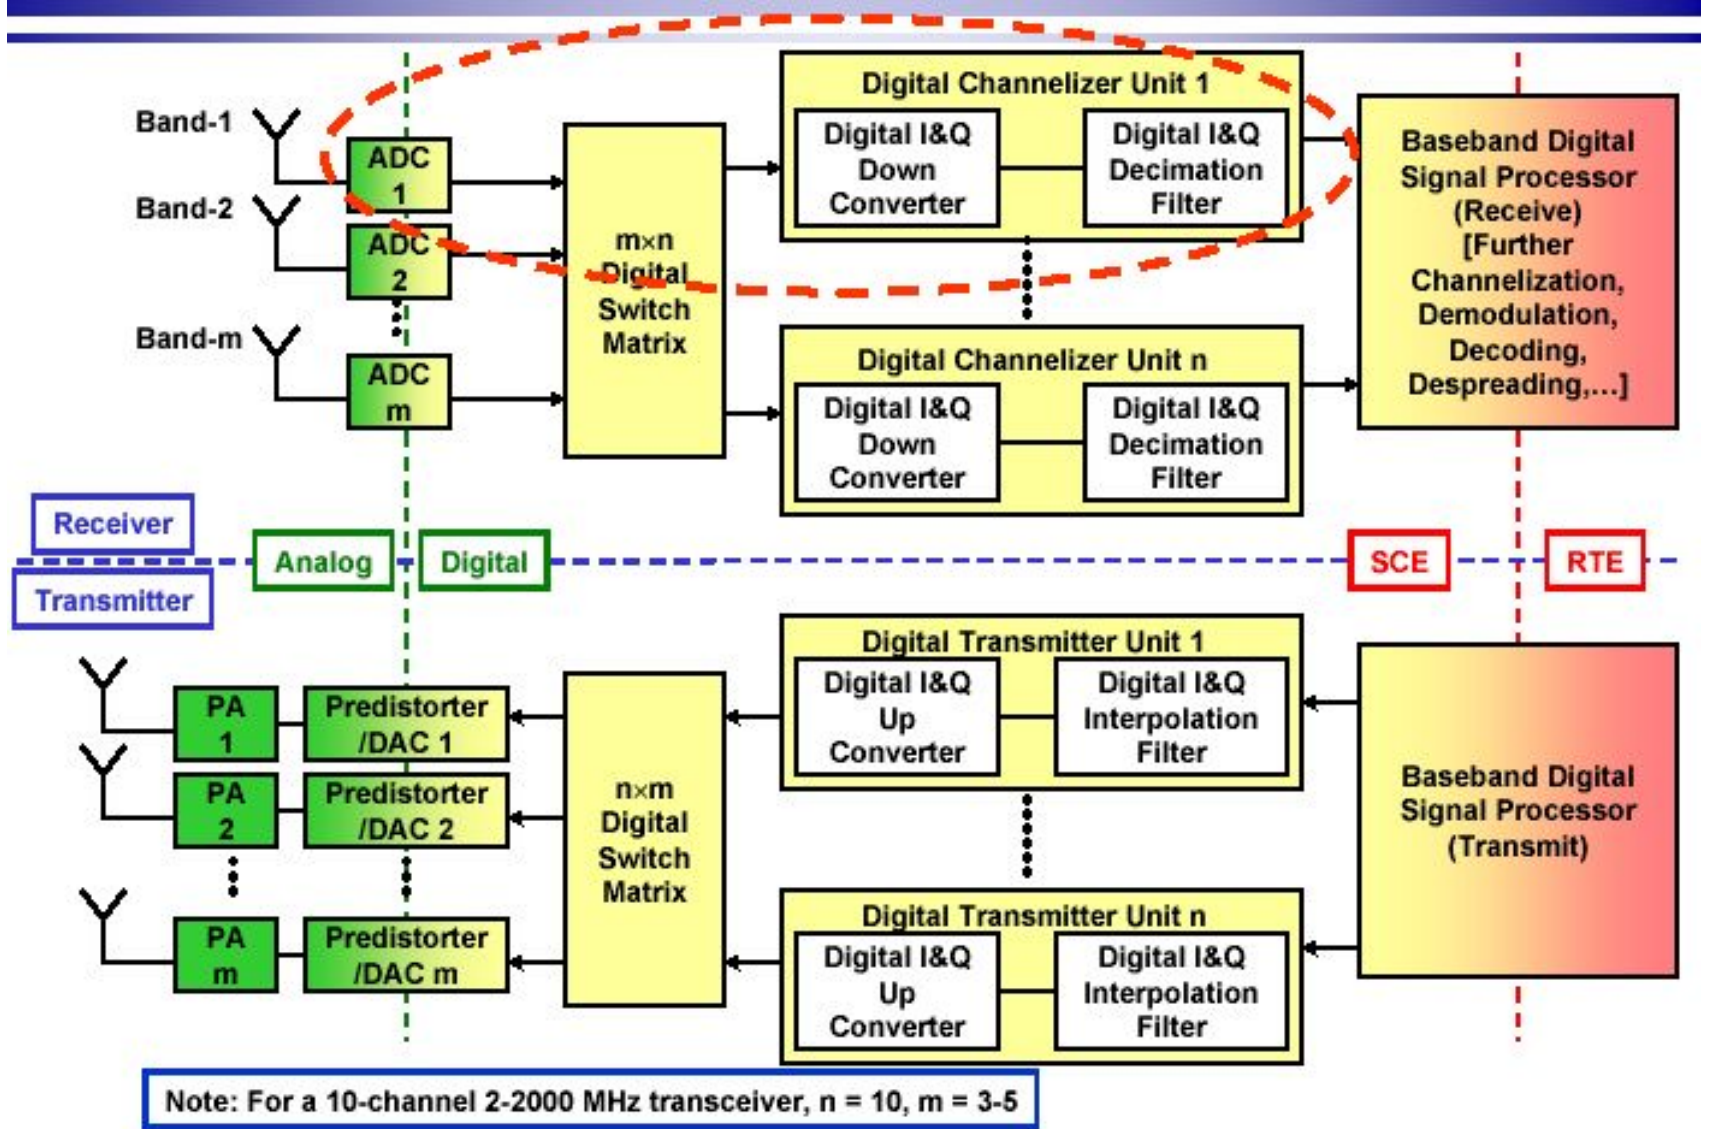 Digital Channelizer Unit 1
Band-1
ADC
1
Band-2
ADC
2
Band-m
ADC
m
m×n
Digital
Switch
Matrix
Digital I&Q
Down
Converter
Digital I&Q
Decimation
Filter
Digital Channelizer Unit n
Digital I&Q
Down
Converter
Digital I&Q
Decimation
Filter
Baseband Digital
Signal Processor
(Receive)
[Further
Channelization,
Demodulation,
Decoding,
Despreading,...]
Receiver
Transmitter
Analog
Digital
SCE
RTE
PA
1
Predistorter
/DAC 1
PA
2
Predistorter
/DAC 2
PA
m
Predistorter
/DAC m
n×m
Digital
Switch
Matrix
Digital Transmitter Unit 1
Digital I&Q
Up
Converter
Digital I&Q
Interpolation
Filter
Digital Transmitter Unit n
Digital I&Q
Up
Converter
Digital I&Q
Interpolation
Filter
Baseband Digital
Signal Processor
(Transmit)
Note: For a 10-channel 2-2000 MHz transceiver, n = 10, m = 3-5